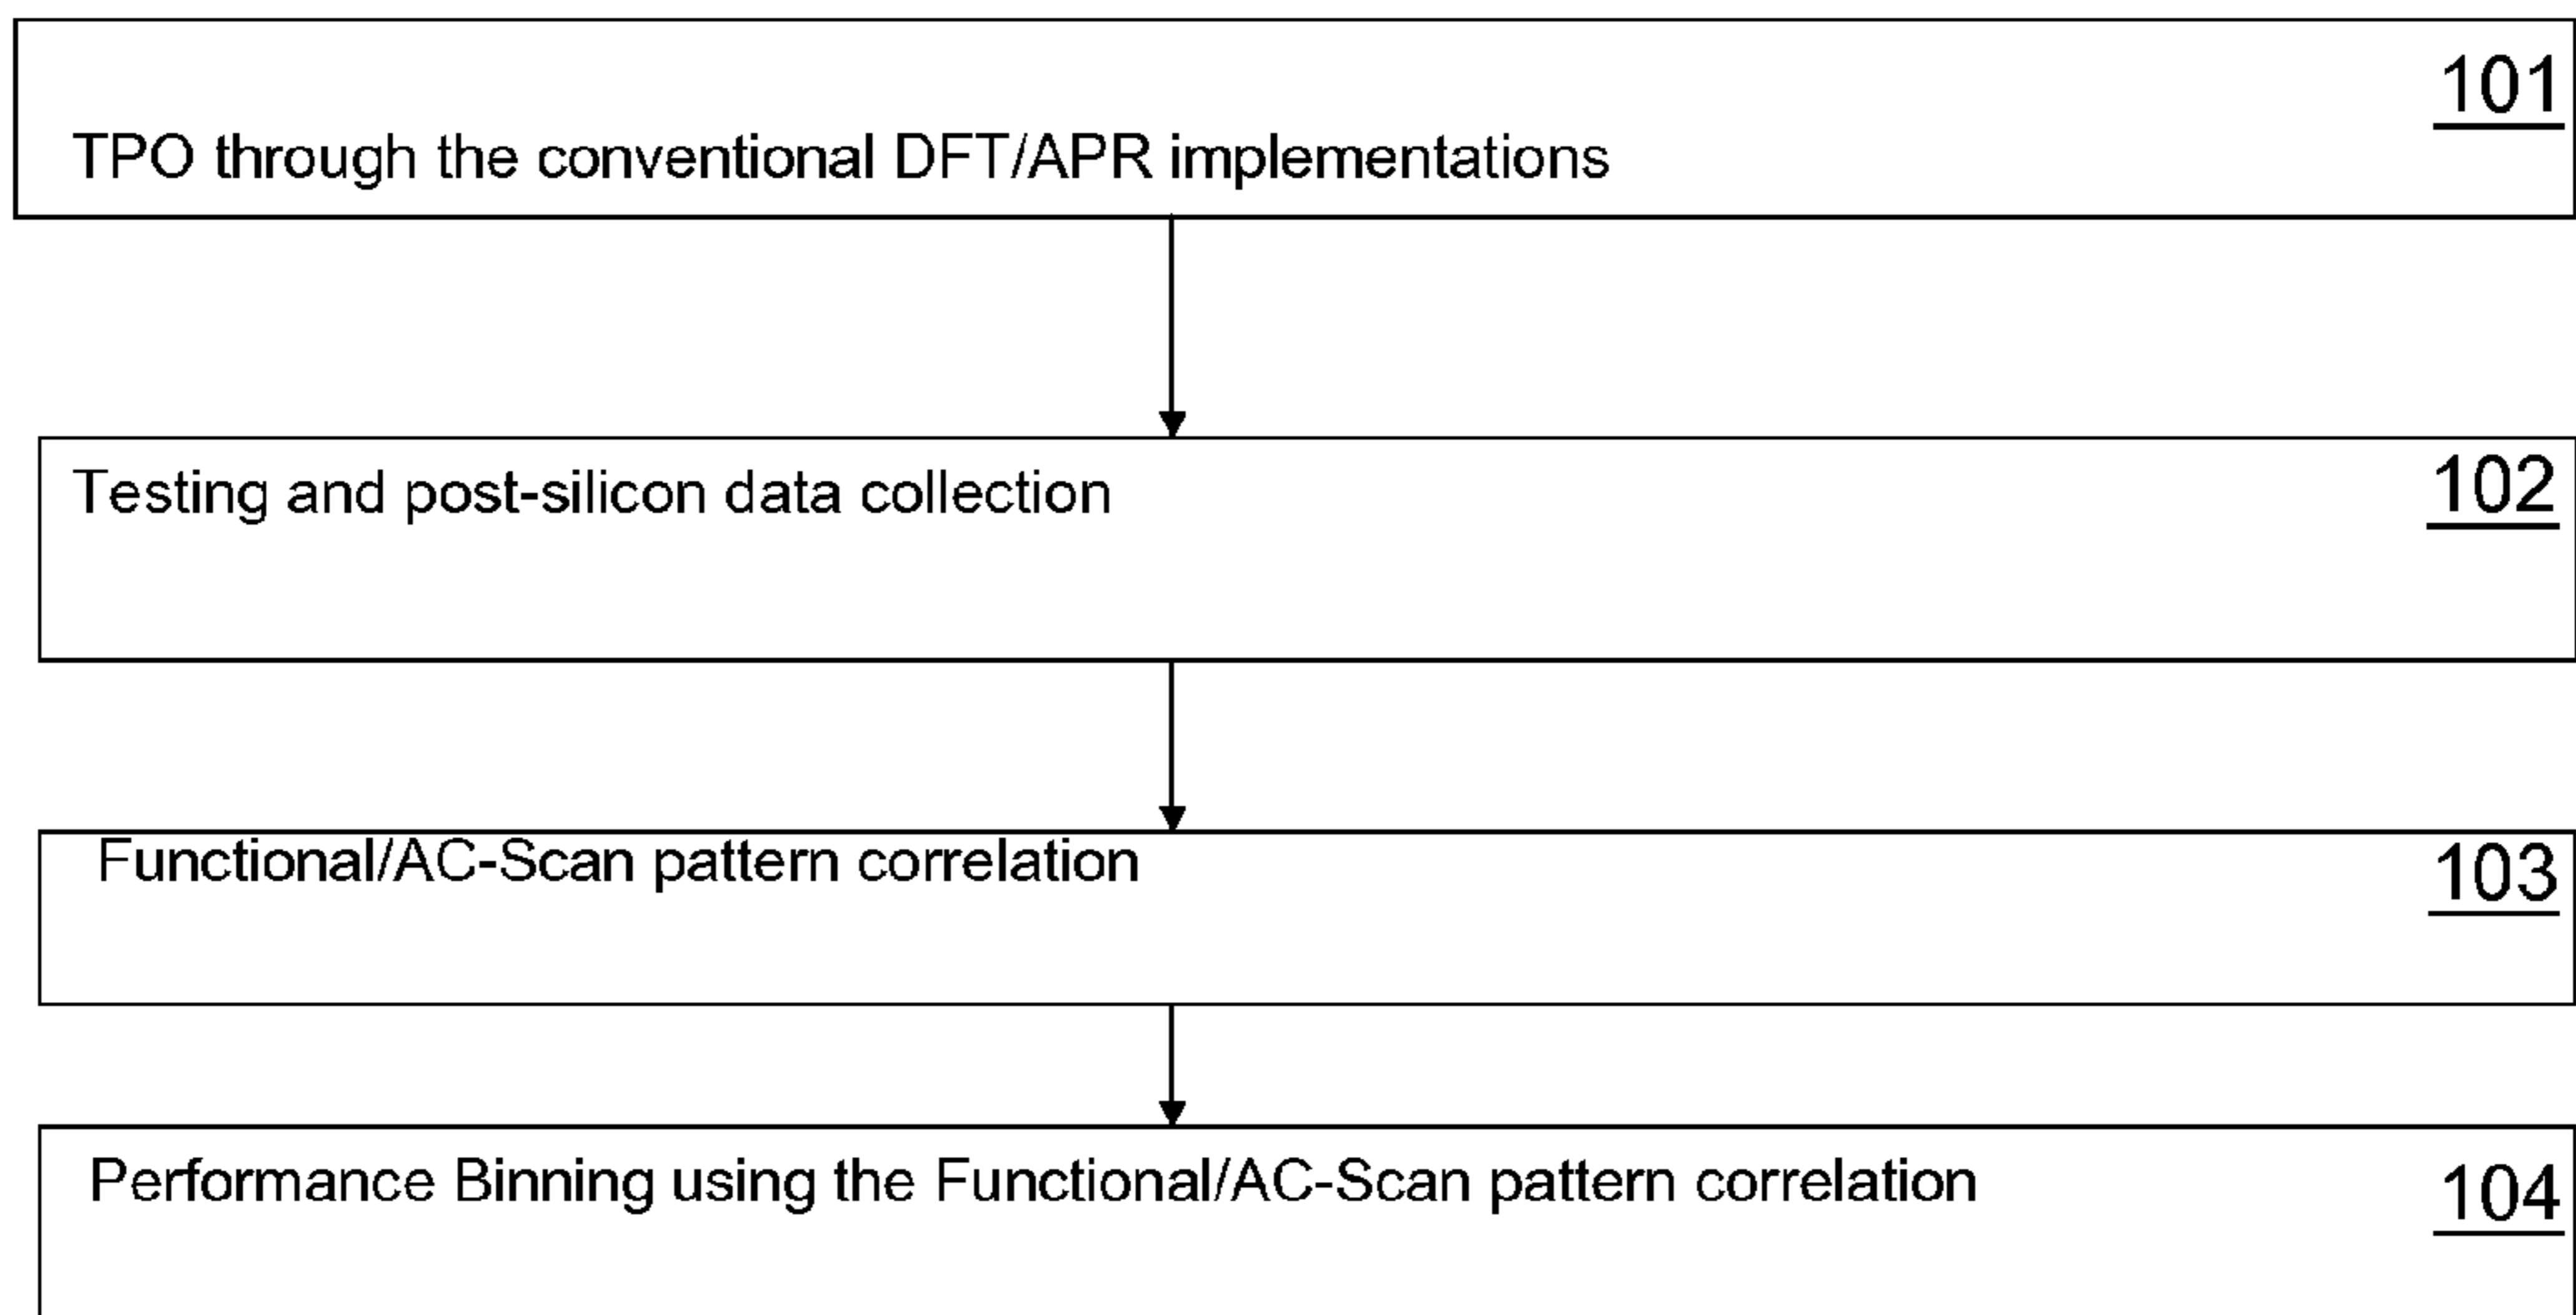 101
TPO through the conventional DFT/APR implementations
Testing and post-silicon data collection
102
Functional/AC-Scan pattern correlation
103
Performance Binning using the Functional/AC-Scan pattern correlation
104